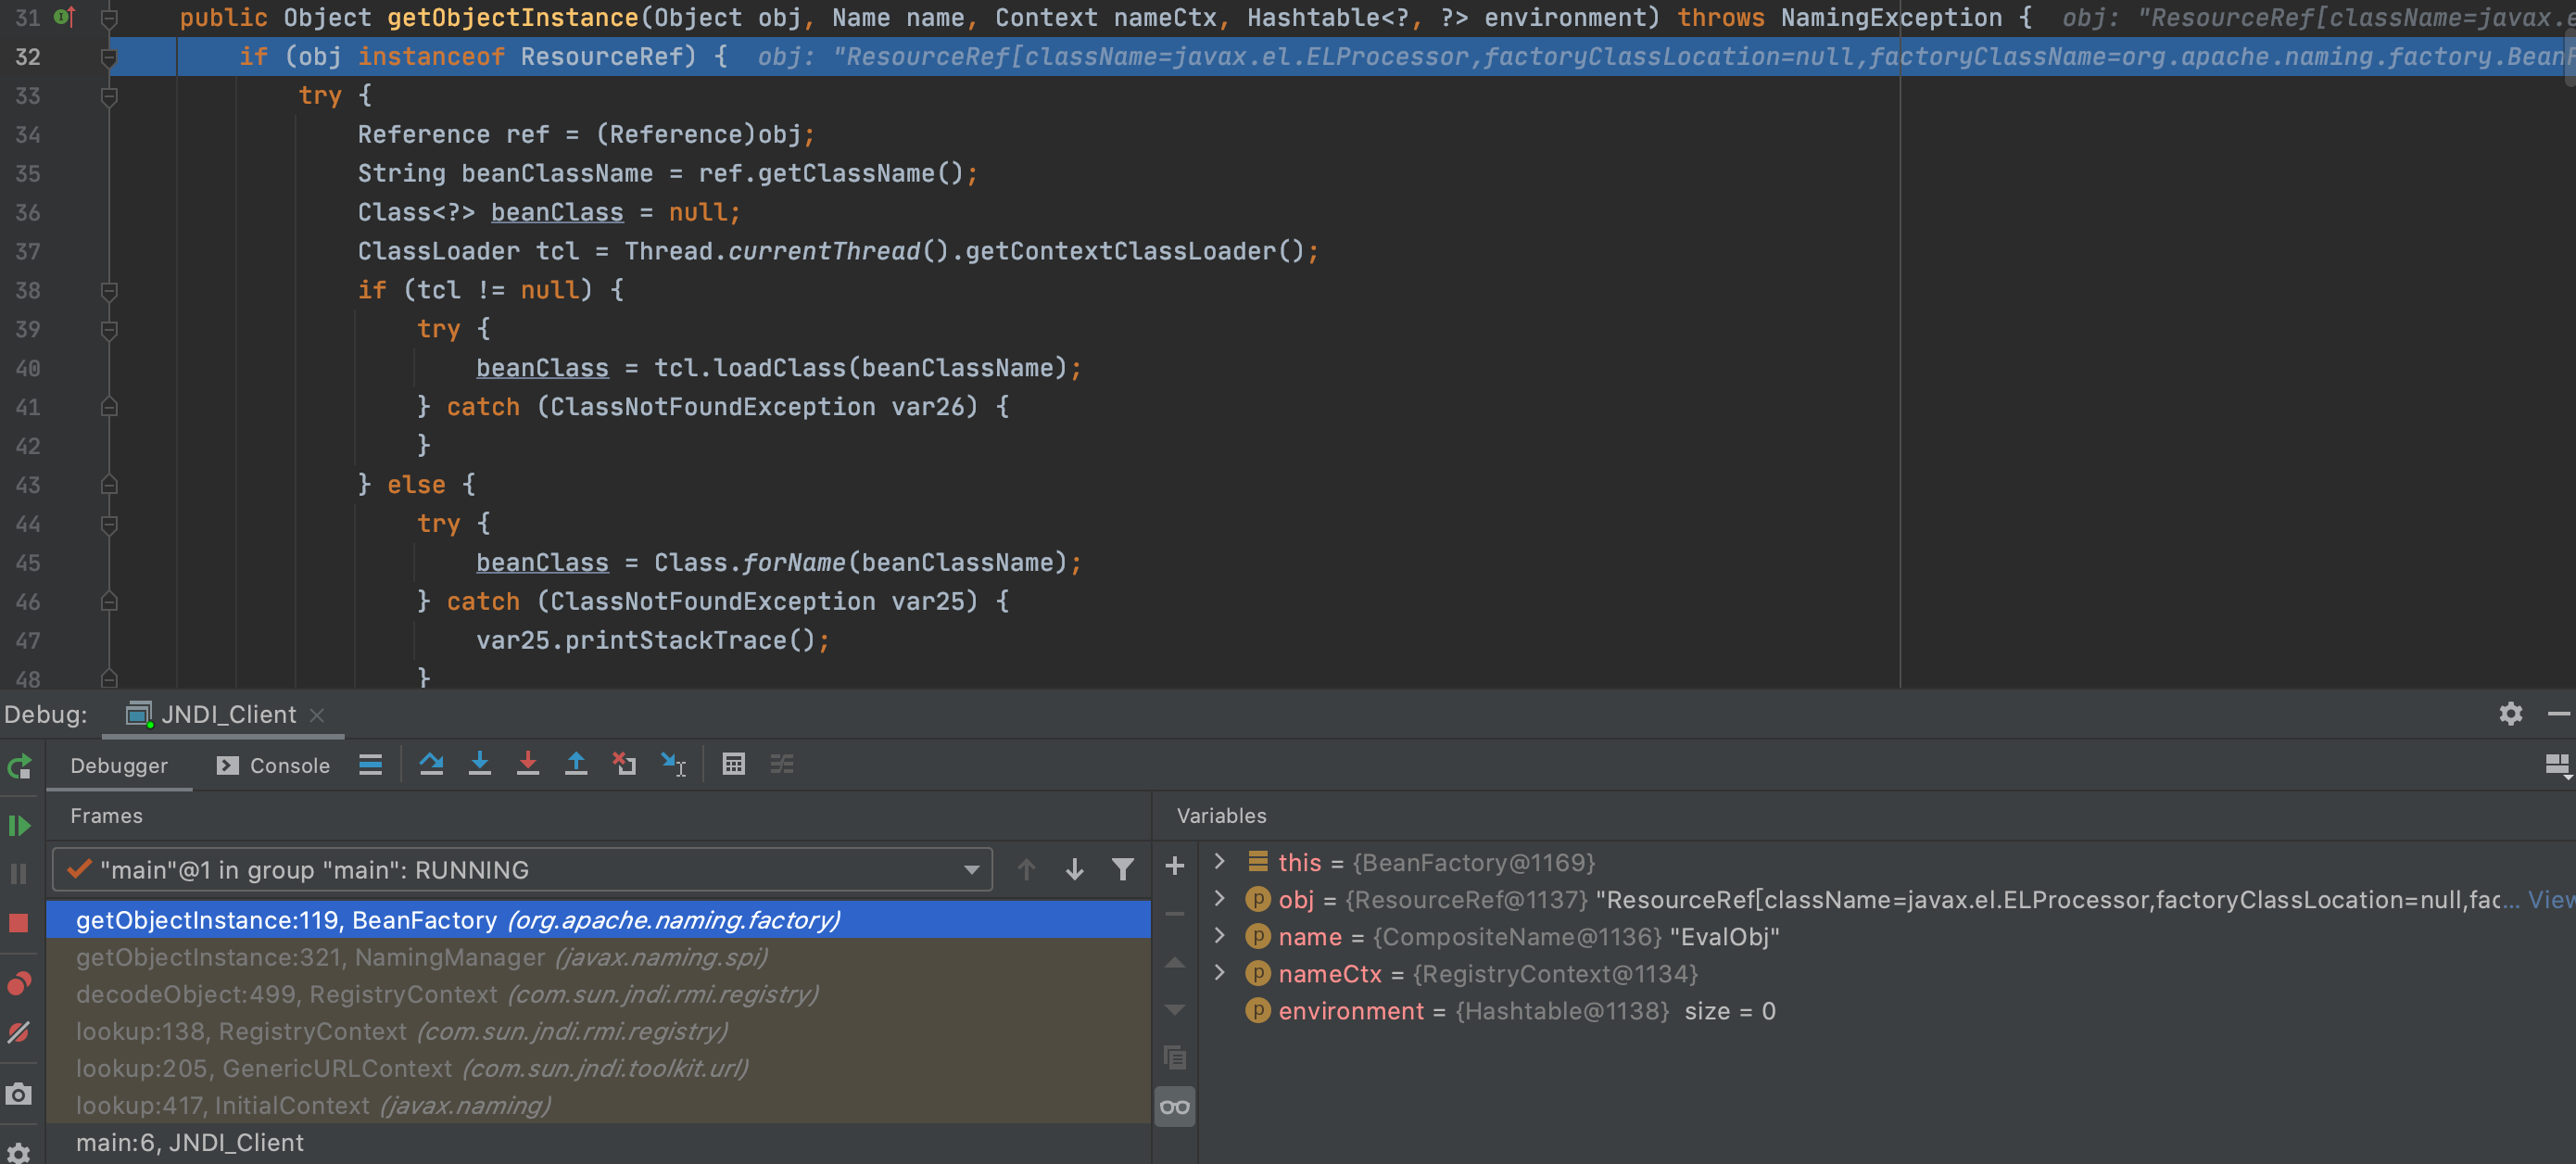 31 public Object getObjectInstance(Object obj, Name name, Context nameCtx, Hashtable<?, ?> environment) throws NamingException { obj: "ResourceRef[className=javax.e
32 if (obj instanceof ResourceRef) { obj: "ResourceRef[className=javax.el.ELProcessor,factoryClassLocation=null,factoryClassName=org.apache.naming.factory.BeanF
33 try {
34 Reference ref = (Reference)obj;
35 String beanClassName = ref.getClassName();
36 Class<?> beanClass = null;
37 ClassLoader tcl = Thread.currentThread().getContextClassLoader();
38 if (tcl != null) {
39 try {
40 beanClass = tcl.loadClass(beanClassName);
41 } catch (ClassNotFoundException var26) {
42 }
43 } else {
44 try {
45 beanClass = Class.forName(beanClassName);
46 } catch (ClassNotFoundException var25) {
47 var25.printStackTrace();
48 }
Debug: JNDI_Client
Debugger Console
Frames
"main"@1 in group "main": RUNNING
getObjectInstance:119, BeanFactory (org.apache.naming.factory)
getObjectInstance:321, NamingManager (javax.naming.spi)
decodeObject:499, RegistryContext (com.sun.jndi.rmi.registry)
lookup:138, RegistryContext (com.sun.jndi.rmi.registry)
lookup:205, GenericURLContext (com.sun.jndi.toolkit.url)
lookup:417, InitialContext (javax.naming)
main:6, JNDI_Client
Variables
this = {BeanFactory@1169}
obj = {ResourceRef@1137} "ResourceRef[className=javax.el.ELProcessor,factoryClassLocation=null,fac... View
name = {CompositeName@1136} "EvalObj"
nameCtx = {RegistryContext@1134}
environment = {Hashtable@1138} size = 0